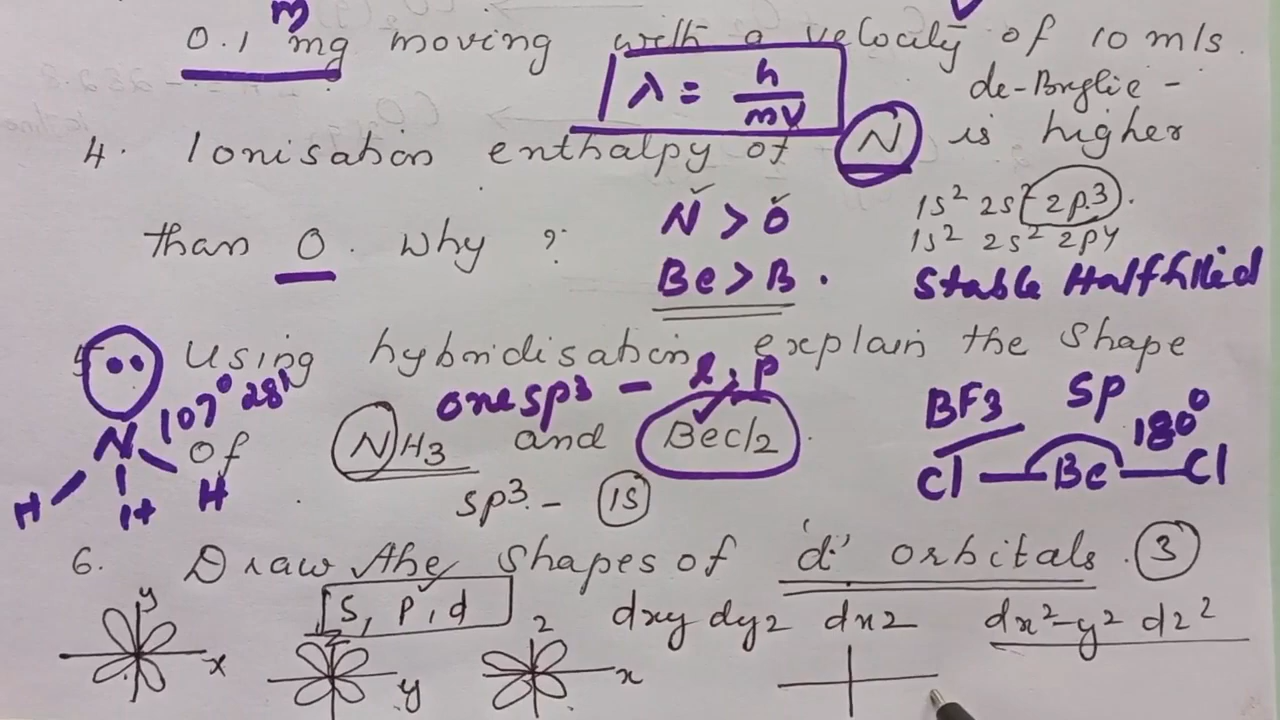 m
0.1 mg moving with a velocity of 10 m/s.
λ = h/mv
de-Broglie -
4. Ionisation enthalpy of N is higher
1s² 2s² 2p3.
N > O
than O. Why ?
1s² 2s² 2p4
Be > B.
Stable Halffilled
Using hybridisation explain the shape
107° 28'
one sp3 - l.p
BF3 SP
180°
of NH3 and Becl2.
N
H H H
Cl — Be — Cl
sp3. - 1s
6. Draw the shapes of 'd' orbitals. 3
S, P, d
dxy dyz dxz dx²-y² dz²
y
x
z
y
z
x